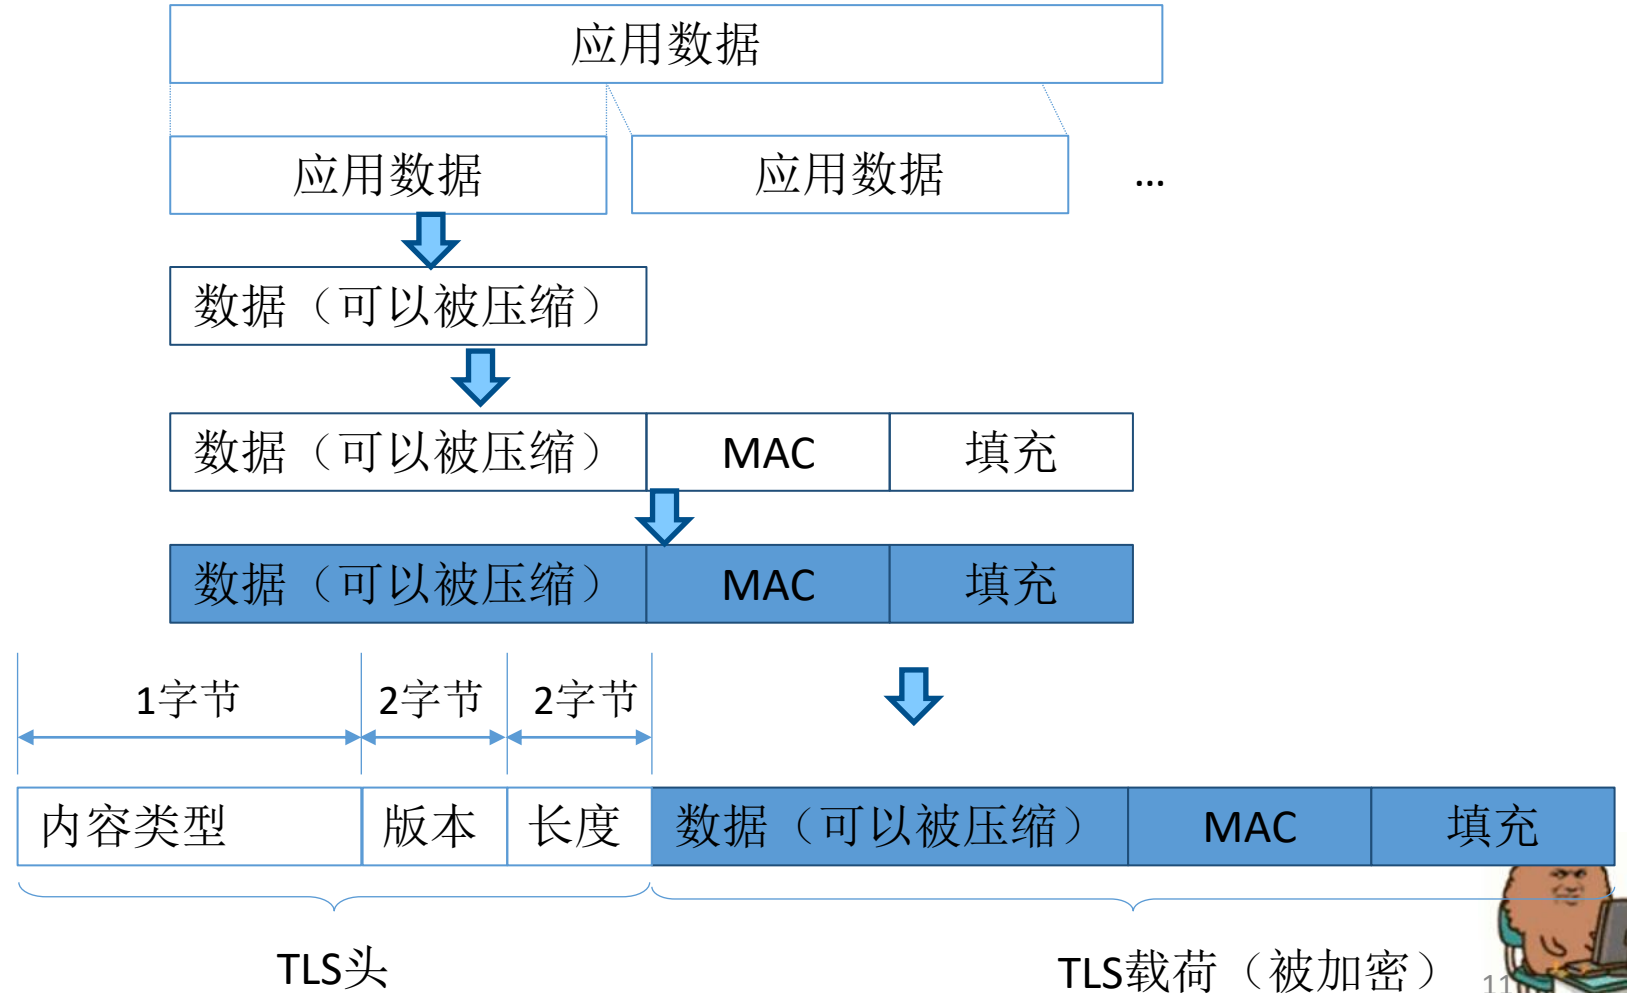 应用数据
应用数据 应用数据 …
数据（可以被压缩）
数据（可以被压缩） MAC 填充
数据（可以被压缩） MAC 填充
1字节 2字节 2字节
内容类型 版本 长度 数据（可以被压缩） MAC 填充
TLS头 TLS载荷（被加密）